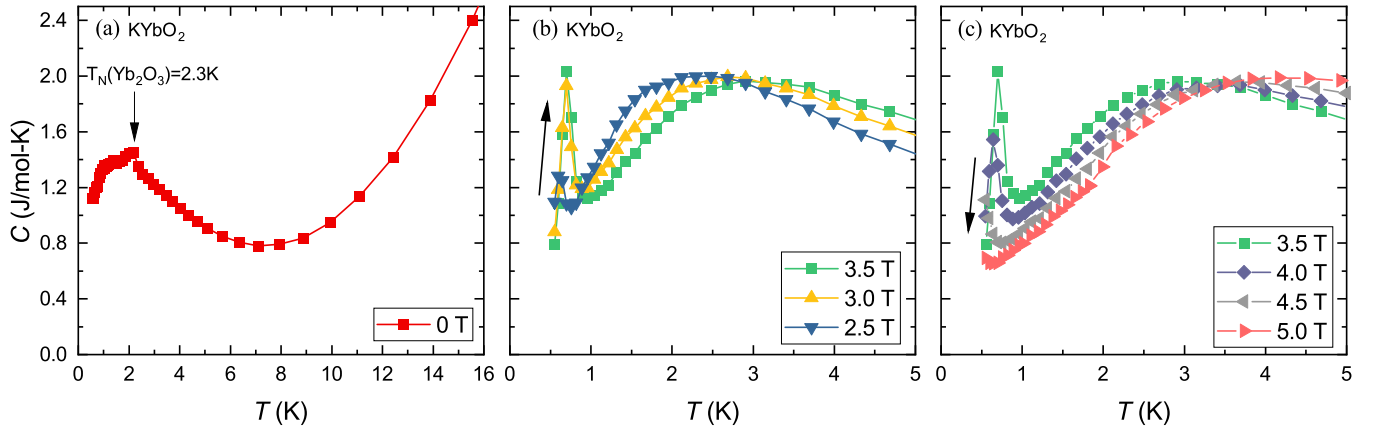 (a) KYbO₂
T_N(Yb₂O₃)=2.3K
C (J/mol-K)
2.4
2.0
1.6
1.2
0.8
0.4
0.0
0 T
0 2 4 6 8 10 12 14 16
T (K)
(b) KYbO₂
3.5 T
3.0 T
2.5 T
0 1 2 3 4 5
T (K)
(c) KYbO₂
3.5 T
4.0 T
4.5 T
5.0 T
0 1 2 3 4 5
T (K)